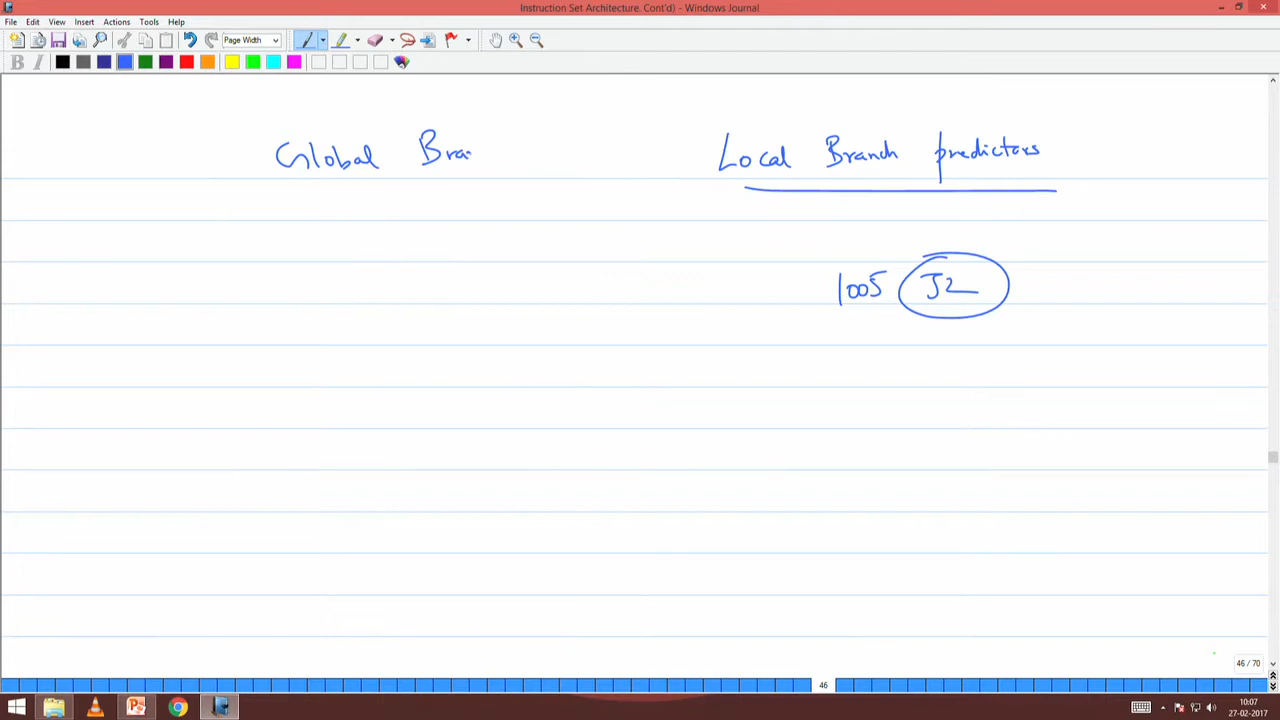 Instruction Set Architecture. Cont'd) - Windows Journal
File Edit View Insert Actions Tools Help
Page Width
B I
Global Bra Local Branch predictors
1005 J2
46 / 70
46
10:07
27-02-2017